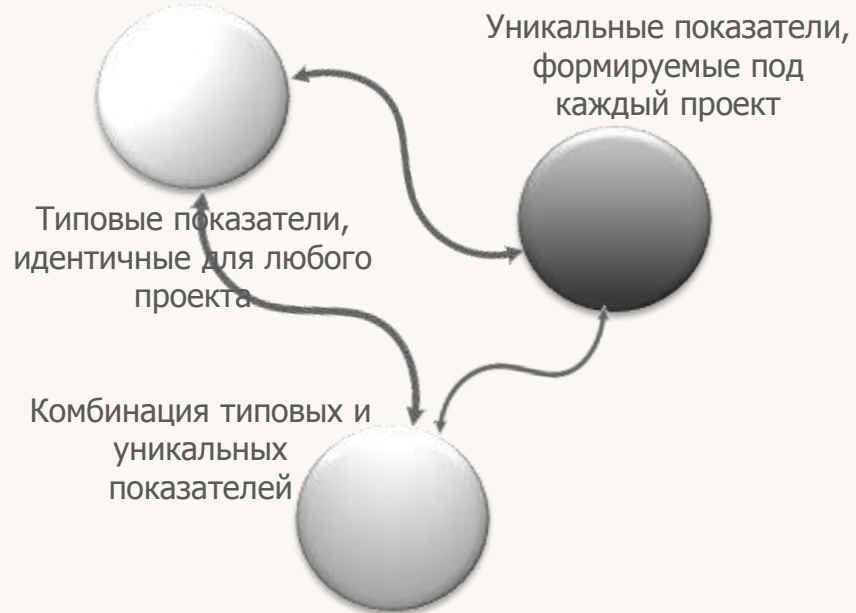 Уникальные показатели,
формируемые под
каждый проект
Типовые показатели,
идентичные для любого
проекта
Комбинация типовых и
уникальных
показателей